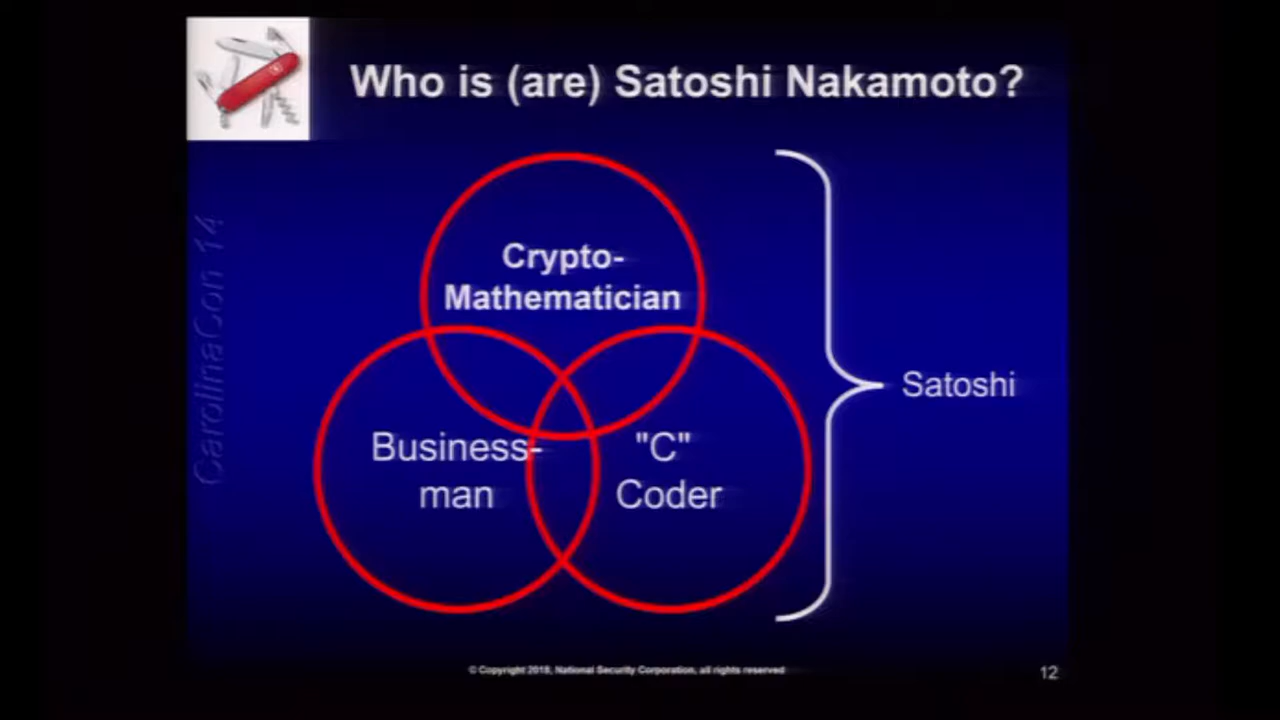 Who is (are) Satoshi Nakamoto?
CarolinaCon 14
Crypto-
Mathematician
Business-
man
"C"
Coder
Satoshi
© Copyright 2018, National Security Corporation, all rights reserved
12